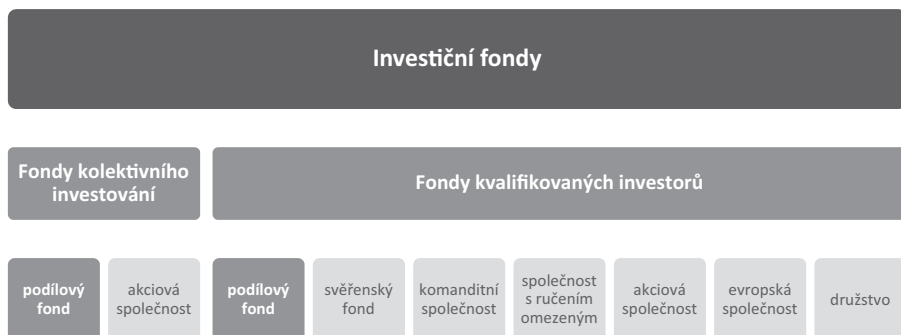 Investiční fondy
Fondy kolektivního
investování
Fondy kvalifikovaných investorů
podílový
fond
akciová
společnost
podílový
fond
svěřenský
fond
komanditní
společnost
společnost
s ručením
omezeným
akciová
společnost
evropská
společnost
družstvo